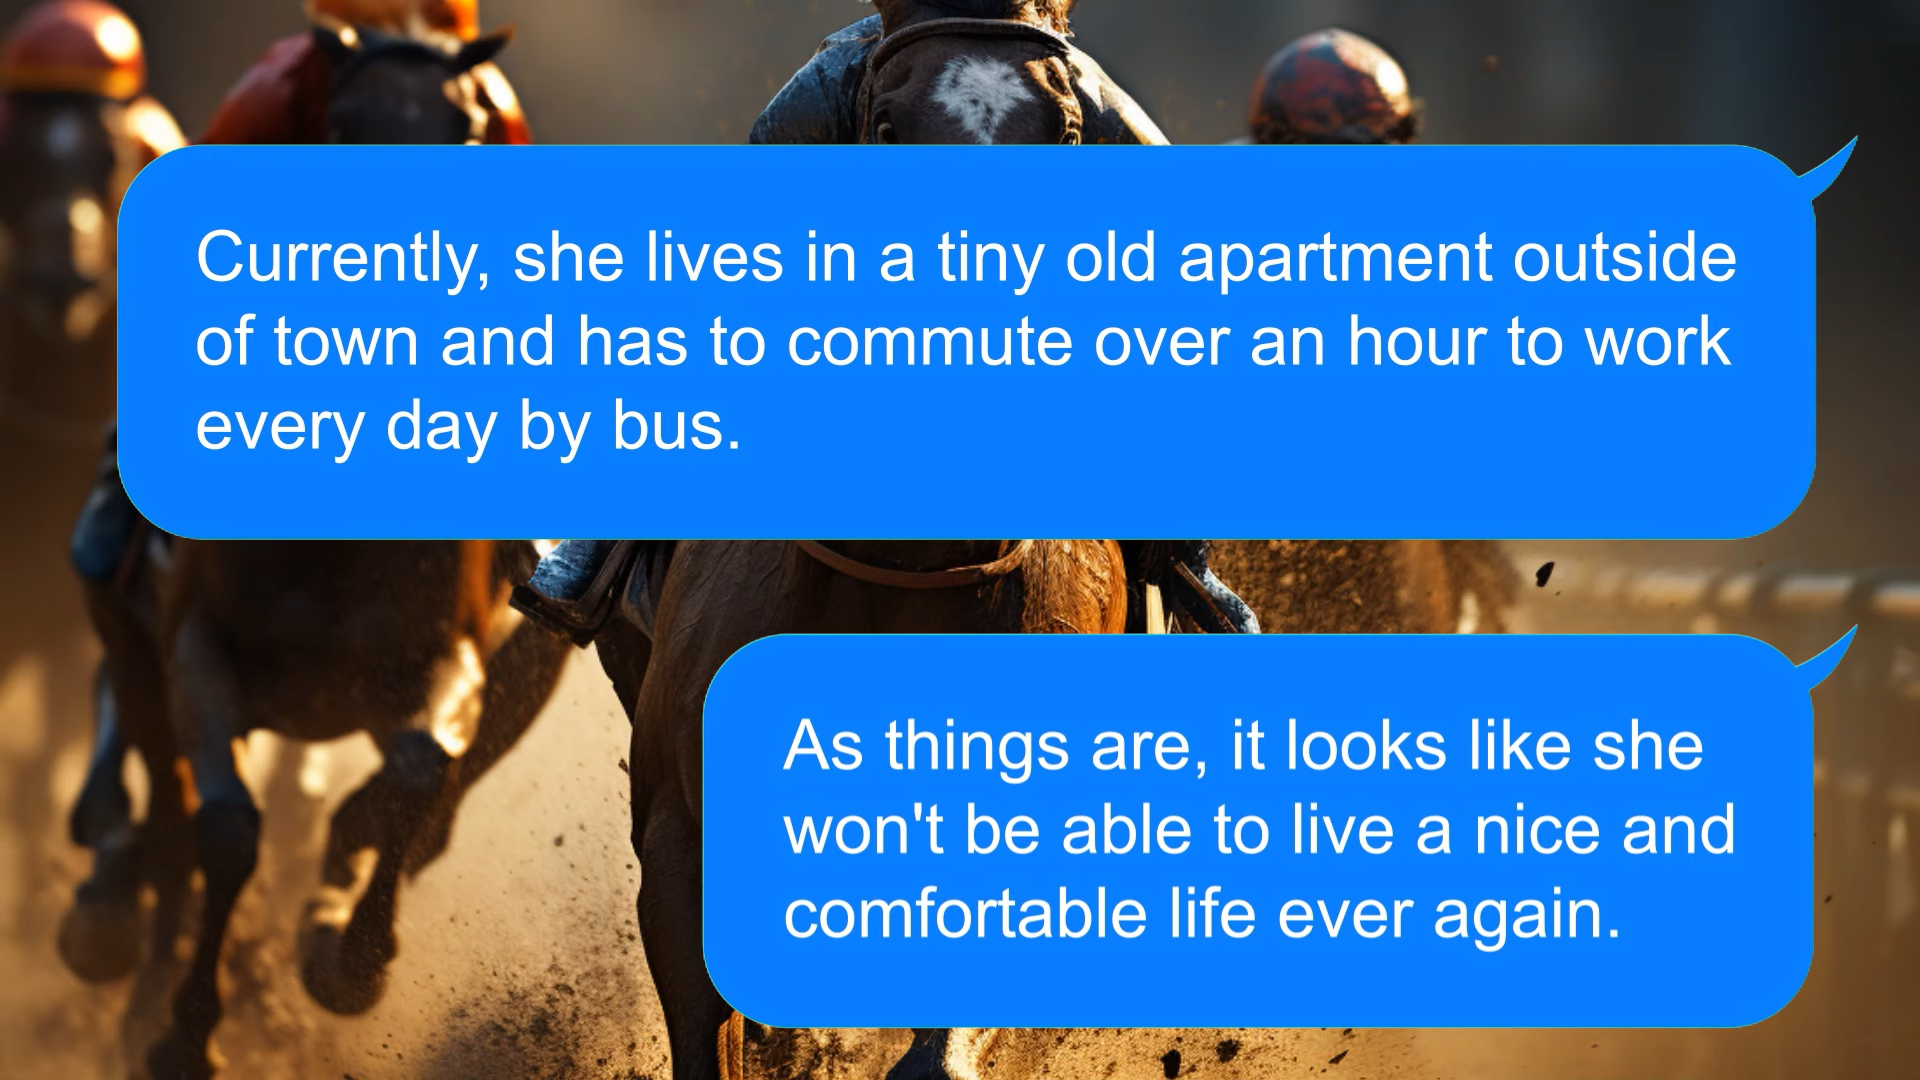 Currently, she lives in a tiny old apartment outside
of town and has to commute over an hour to work
every day by bus.
As things are, it looks like she
won't be able to live a nice and
comfortable life ever again.